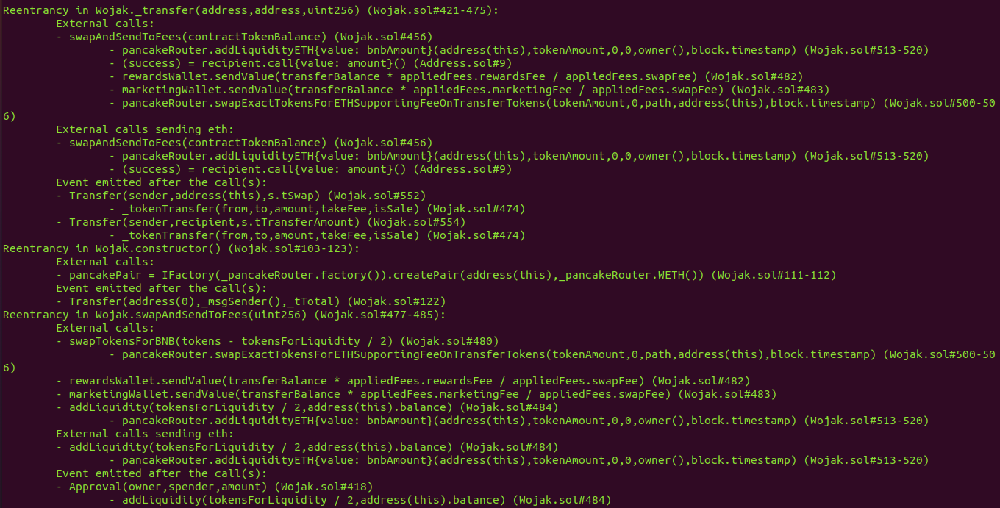 Reentrancy in Wojak._transfer(address,address,uint256) (Wojak.sol#421-475):
External calls:
- swapAndSendToFees(contractTokenBalance) (Wojak.sol#456)
- pancakeRouter.addLiquidityETH{value: bnbAmount}(address(this),tokenAmount,0,0,owner(),block.timestamp) (Wojak.sol#513-520)
- (success) = recipient.call{value: amount}() (Address.sol#9)
- rewardsWallet.sendValue(transferBalance * appliedFees.rewardsFee / appliedFees.swapFee) (Wojak.sol#482)
- marketingWallet.sendValue(transferBalance * appliedFees.marketingFee / appliedFees.swapFee) (Wojak.sol#483)
- pancakeRouter.swapExactTokensForETHSupportingFeeOnTransferTokens(tokenAmount,0,path,address(this),block.timestamp) (Wojak.sol#500-50
6)
External calls sending eth:
- swapAndSendToFees(contractTokenBalance) (Wojak.sol#456)
- pancakeRouter.addLiquidityETH{value: bnbAmount}(address(this),tokenAmount,0,0,owner(),block.timestamp) (Wojak.sol#513-520)
- (success) = recipient.call{value: amount}() (Address.sol#9)
Event emitted after the call(s):
- Transfer(sender,address(this),s.tSwap) (Wojak.sol#552)
- _tokenTransfer(from,to,amount,takeFee,isSale) (Wojak.sol#474)
- Transfer(sender,recipient,s.tTransferAmount) (Wojak.sol#554)
- _tokenTransfer(from,to,amount,takeFee,isSale) (Wojak.sol#474)
Reentrancy in Wojak.constructor() (Wojak.sol#103-123):
External calls:
- pancakePair = IFactory(_pancakeRouter.factory()).createPair(address(this),_pancakeRouter.WETH()) (Wojak.sol#111-112)
Event emitted after the call(s):
- Transfer(address(0),_msgSender(),_tTotal) (Wojak.sol#122)
Reentrancy in Wojak.swapAndSendToFees(uint256) (Wojak.sol#477-485):
External calls:
- swapTokensForBNB(tokens - tokensForLiquidity / 2) (Wojak.sol#480)
- pancakeRouter.swapExactTokensForETHSupportingFeeOnTransferTokens(tokenAmount,0,path,address(this),block.timestamp) (Wojak.sol#500-50
6)
- rewardsWallet.sendValue(transferBalance * appliedFees.rewardsFee / appliedFees.swapFee) (Wojak.sol#482)
- marketingWallet.sendValue(transferBalance * appliedFees.marketingFee / appliedFees.swapFee) (Wojak.sol#483)
- addLiquidity(tokensForLiquidity / 2,address(this).balance) (Wojak.sol#484)
- pancakeRouter.addLiquidityETH{value: bnbAmount}(address(this),tokenAmount,0,0,owner(),block.timestamp) (Wojak.sol#513-520)
External calls sending eth:
- addLiquidity(tokensForLiquidity / 2,address(this).balance) (Wojak.sol#484)
- pancakeRouter.addLiquidityETH{value: bnbAmount}(address(this),tokenAmount,0,0,owner(),block.timestamp) (Wojak.sol#513-520)
Event emitted after the call(s):
- Approval(owner,spender,amount) (Wojak.sol#418)
- addLiquidity(tokensForLiquidity / 2,address(this).balance) (Wojak.sol#484)